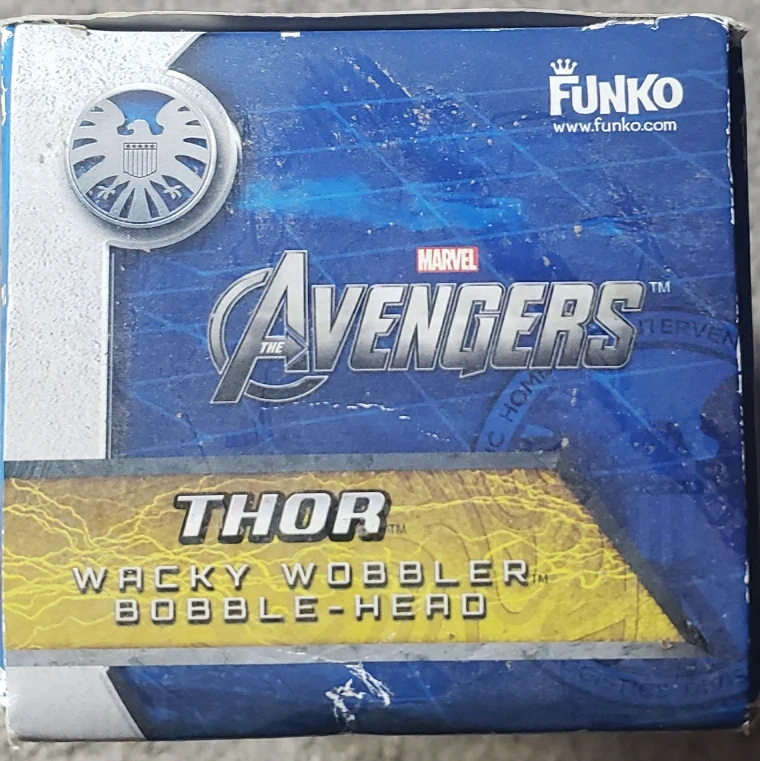 FUNKO
www.funko.com
MARVEL
THE AVENGERS™
THOR™
WACKY WOBBLER™
BOBBLE-HEAD